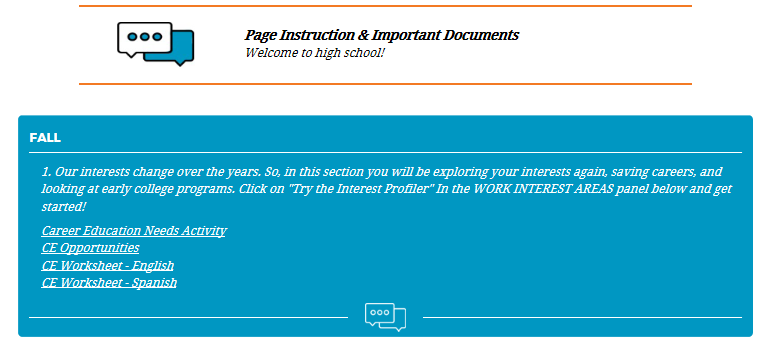 Page Instruction & Important Documents
Welcome to high school!
FALL
1. Our interests change over the years. So, in this section you will be exploring your interests again, saving careers, and
looking at early college programs. Click on "Try the Interest Profiler" In the WORK INTEREST AREAS panel below and get
started!
Career Education Needs Activity
CE Opportunities
CE Worksheet - English
CE Worksheet - Spanish